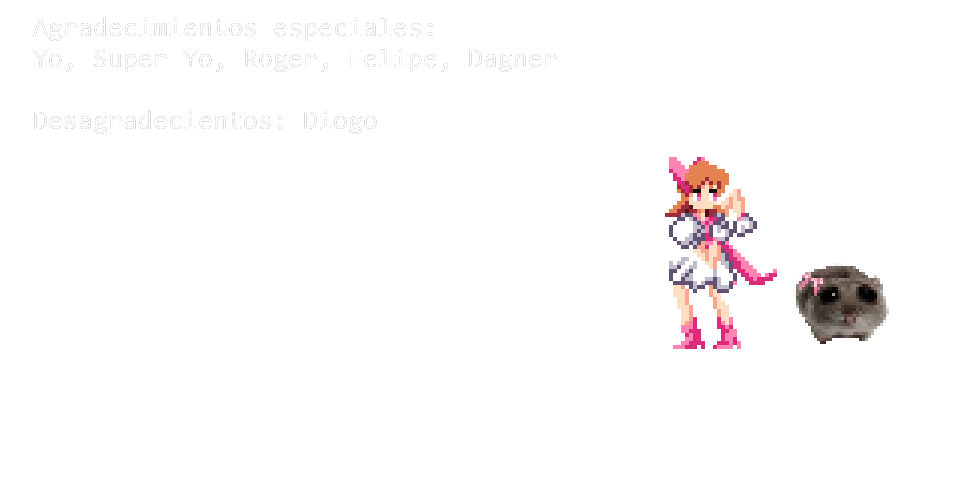 Agradecimientos especiales:
Yo, Super Yo, Roger, Felipe, Dagner
Desagradecientos: Diogo